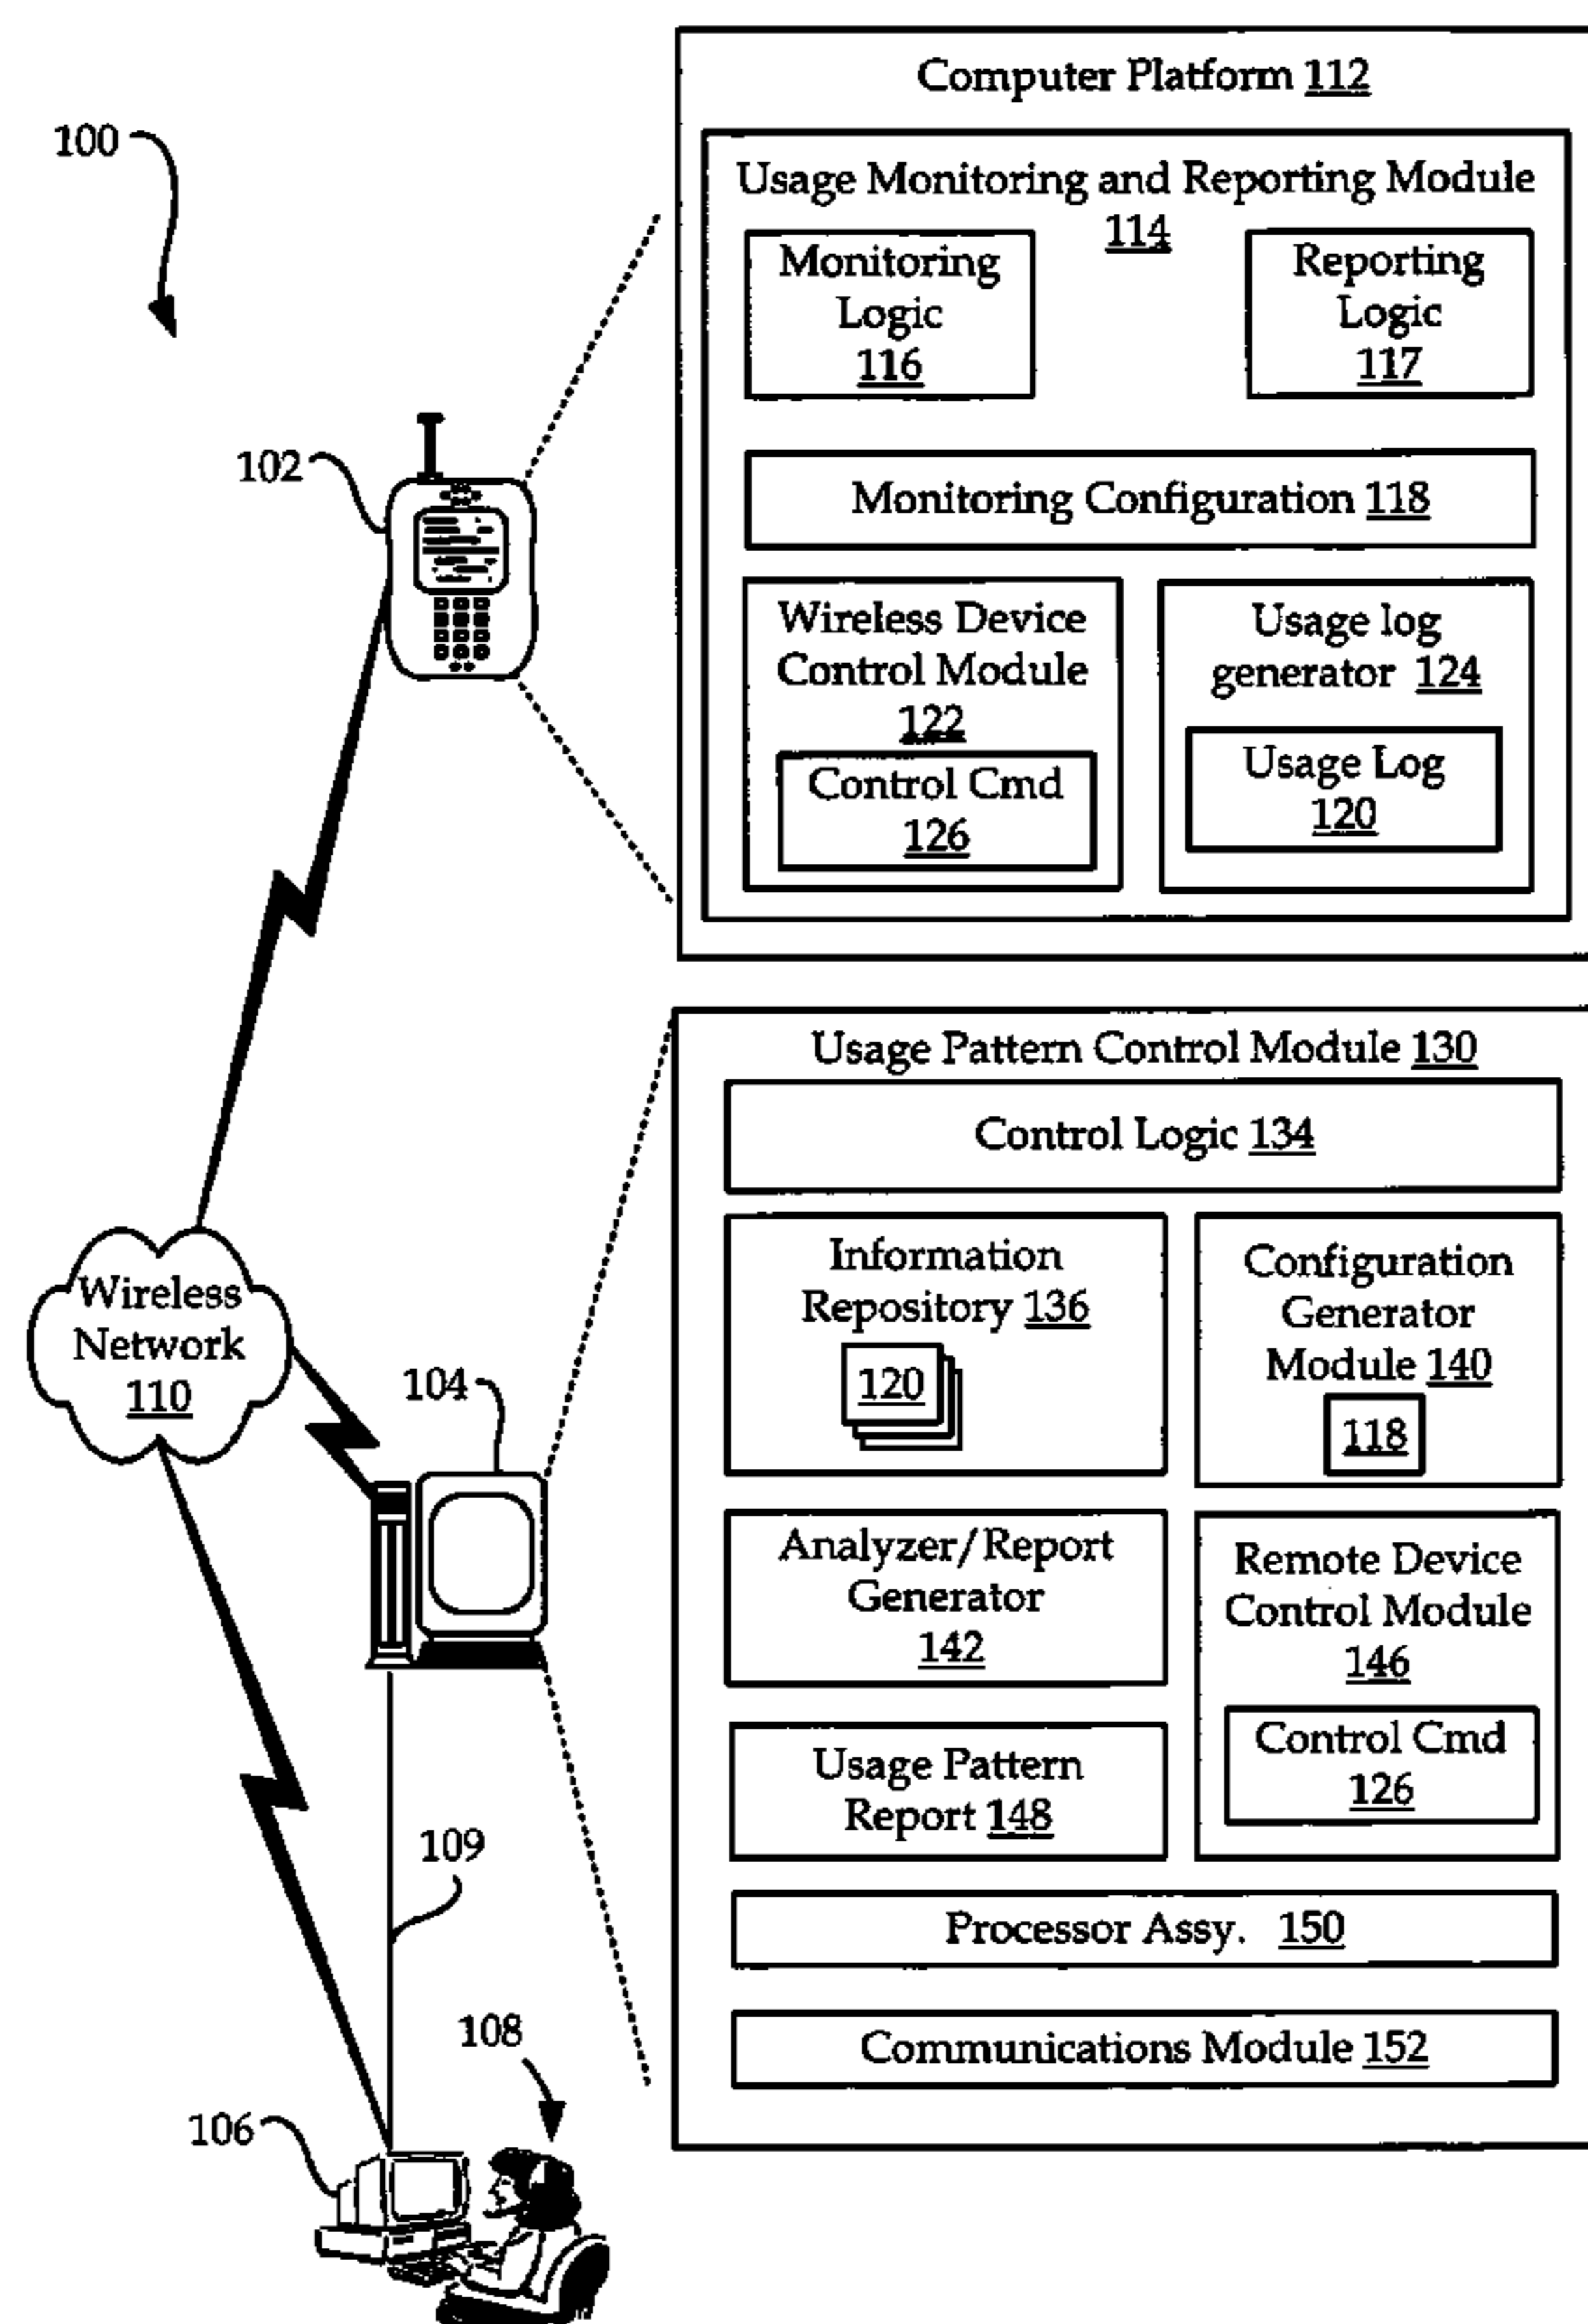 100
102
Computer Platform 112
Usage Monitoring and Reporting Module
114
Monitoring
Logic
116
Reporting
Logic
117
Monitoring Configuration 118
Wireless Device
Control Module
122
Control Cmd
126
Usage log
generator 124
Usage Log
120
Wireless
Network
110
104
109
108
106
Usage Pattern Control Module 130
Control Logic 134
Information
Repository 136
120
Configuration
Generator
Module 140
118
Analyzer/Report
Generator
142
Remote Device
Control Module
146
Control Cmd
126
Usage Pattern
Report 148
Processor Assy. 150
Communications Module 152